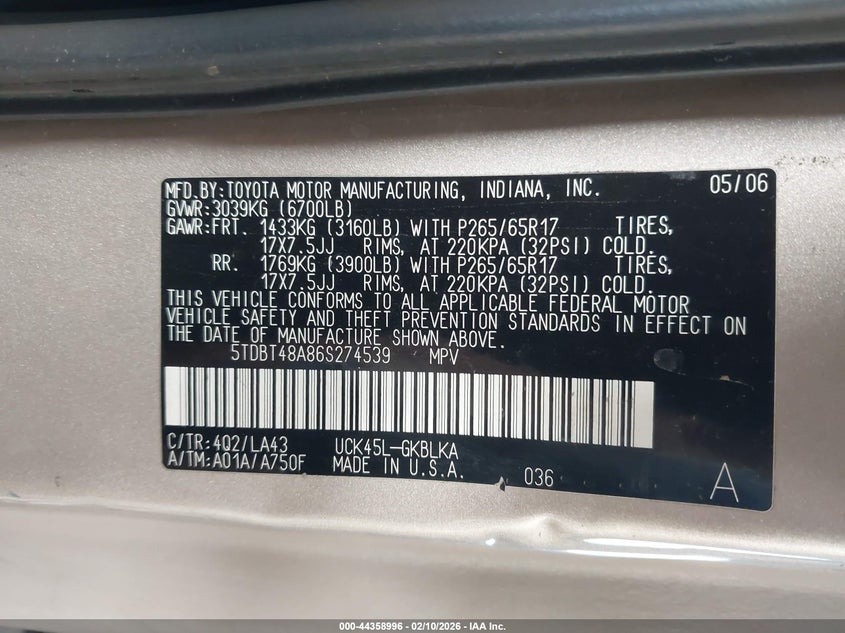 MFD.BY:TOYOTA MOTOR MANUFACTURING, INDIANA, INC. 05/06
GVWR:3039KG (6700LB)
GAWR:FRT. 1433KG (3160LB) WITH P265/65R17 TIRES,
17X7.5JJ RIMS, AT 220KPA (32PSI) COLD.
RR. 1769KG (3900LB) WITH P265/65R17 TIRES,
17X7.5JJ RIMS, AT 220KPA (32PSI) COLD.
THIS VEHICLE CONFORMS TO ALL APPLICABLE FEDERAL MOTOR
VEHICLE SAFETY AND THEFT PREVENTION STANDARDS IN EFFECT ON
THE DATE OF MANUFACTURE SHOWN ABOVE.
5TDBT48A86S274539 MPV
C/TR:4Q2/LA43 UCK45L-GKBLKA
A/TM:A01A/A750F MADE IN U.S.A. 036 A
000-44358996 — 02/10/2026 — IAA Inc.